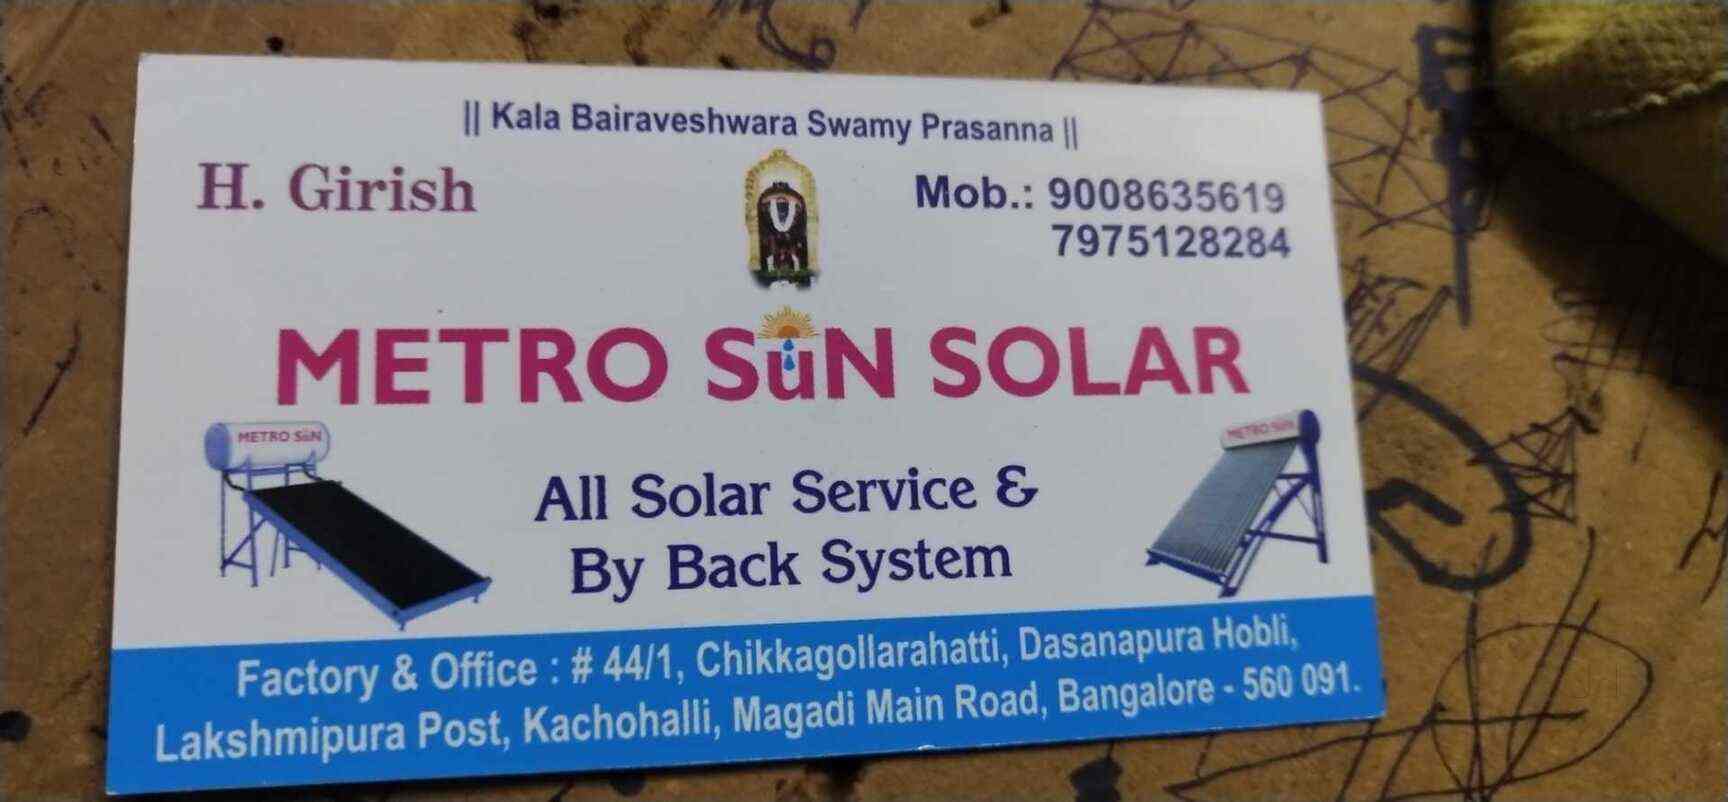 || Kala Bairaveshwara Swamy Prasanna ||
H. Girish
Mob.: 9008635619
7975128284
METRO SuN SOLAR
METRO SuN
METRO SuN
All Solar Service &
By Back System
Factory & Office : # 44/1, Chikkagollarahatti, Dasanapura Hobli,
Lakshmipura Post, Kachohalli, Magadi Main Road, Bangalore - 560 091.